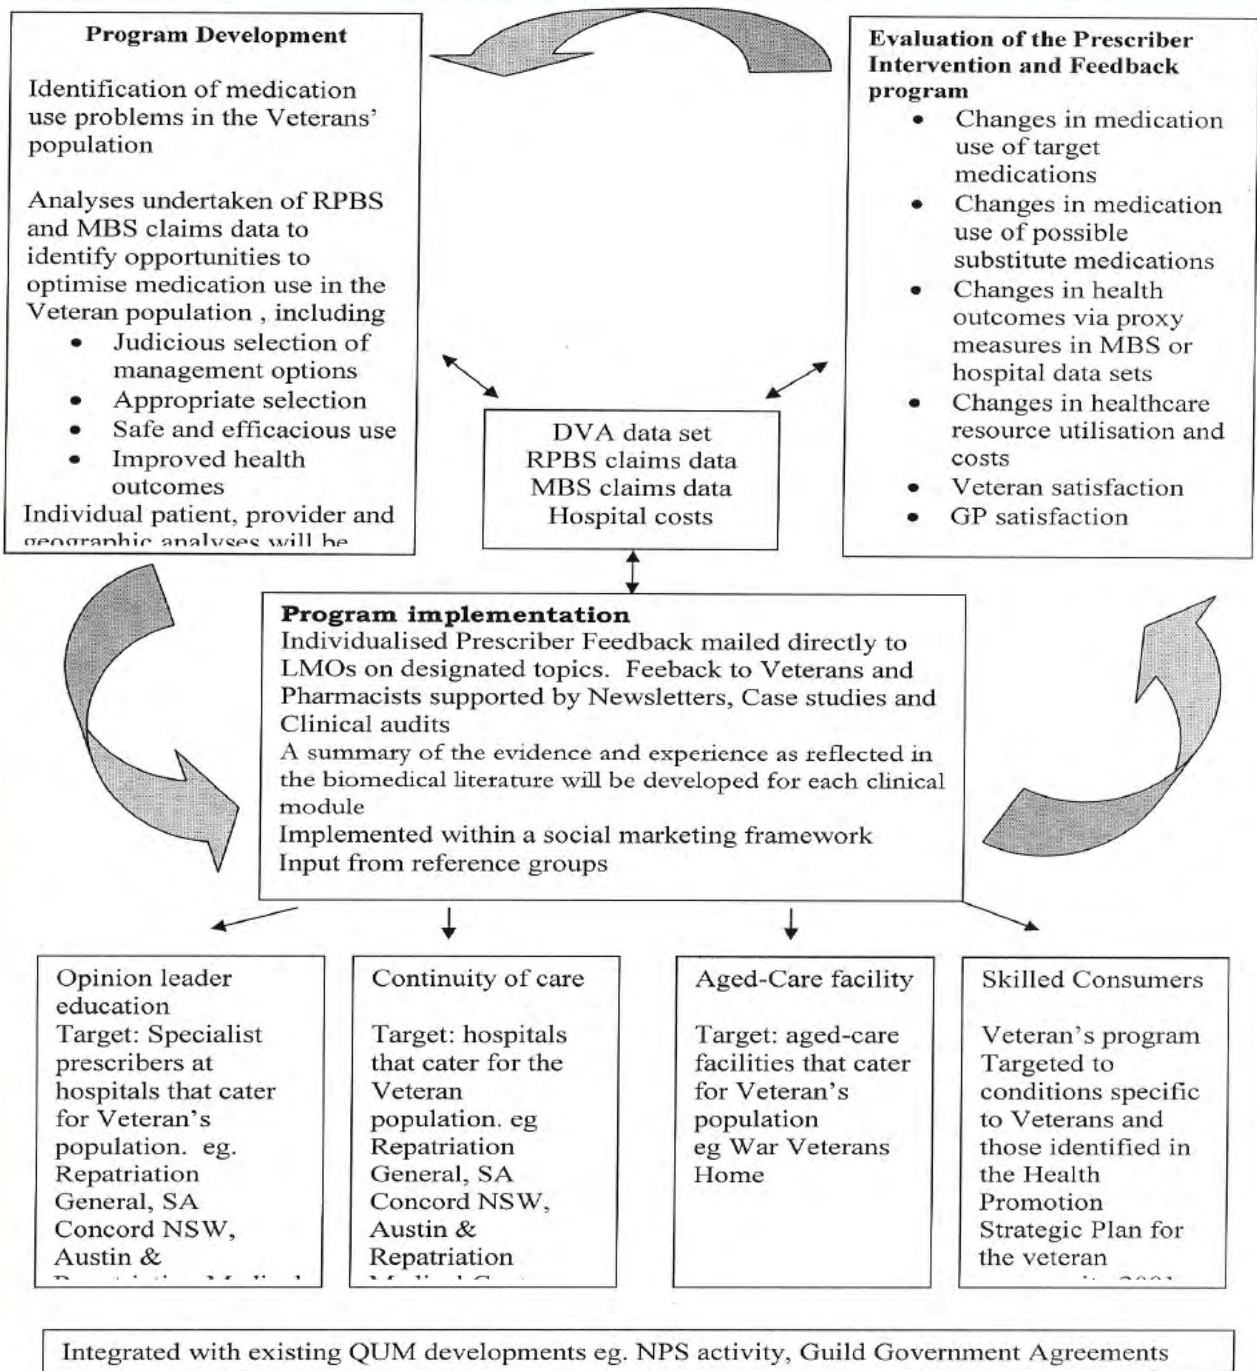 Program Development
Identification of medication
use problems in the Veterans'
population
Analyses undertaken of RPBS
and MBS claims data to
identify opportunities to
optimise medication use in the
Veteran population , including
• Judicious selection of
management options
• Appropriate selection
• Safe and efficacious use
• Improved health
outcomes
Individual patient, provider and
geographic analyses will be
Evaluation of the Prescriber
Intervention and Feedback
program
• Changes in medication
use of target
medications
• Changes in medication
use of possible
substitute medications
• Changes in health
outcomes via proxy
measures in MBS or
hospital data sets
• Changes in healthcare
resource utilisation and
costs
• Veteran satisfaction
• GP satisfaction
DVA data set
RPBS claims data
MBS claims data
Hospital costs
Program implementation
Individualised Prescriber Feedback mailed directly to
LMOs on designated topics. Feeback to Veterans and
Pharmacists supported by Newsletters, Case studies and
Clinical audits
A summary of the evidence and experience as reflected in
the biomedical literature will be developed for each clinical
module
Implemented within a social marketing framework
Input from reference groups
Opinion leader
education
Target: Specialist
prescribers at
hospitals that cater
for Veteran's
population. eg.
Repatriation
General, SA
Concord NSW,
Austin &
Continuity of care
Target: hospitals
that cater for the
Veteran
population. eg
Repatriation
General, SA
Concord NSW,
Austin &
Repatriation
Aged-Care facility
Target: aged-care
facilities that cater
for Veteran's
population
eg War Veterans
Home
Skilled Consumers
Veteran's program
Targeted to
conditions specific
to Veterans and
those identified in
the Health
Promotion
Strategic Plan for
the veteran
Integrated with existing QUM developments eg. NPS activity, Guild Government Agreements